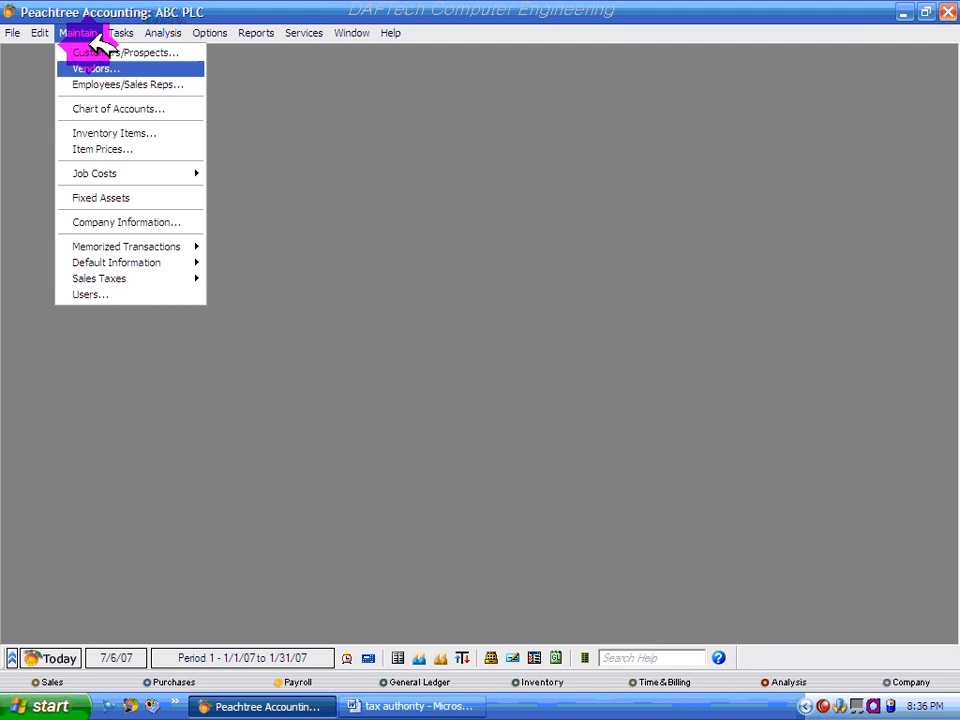 Peachtree Accounting: ABC PLC
DAFTech Computer Engineering
File Edit Maintain Tasks Analysis Options Reports Services Window Help
Customers/Prospects...
Vendors...
Employees/Sales Reps...
Chart of Accounts...
Inventory Items...
Item Prices...
Job Costs
Fixed Assets
Company Information...
Memorized Transactions
Default Information
Sales Taxes
Users...
Today 7/6/07 Period 1 - 1/1/07 to 1/31/07 Search Help
Sales Purchases Payroll General Ledger Inventory Time & Billing Analysis Company
start Peachtree Accountin... tax authority - Micros... 8:36 PM